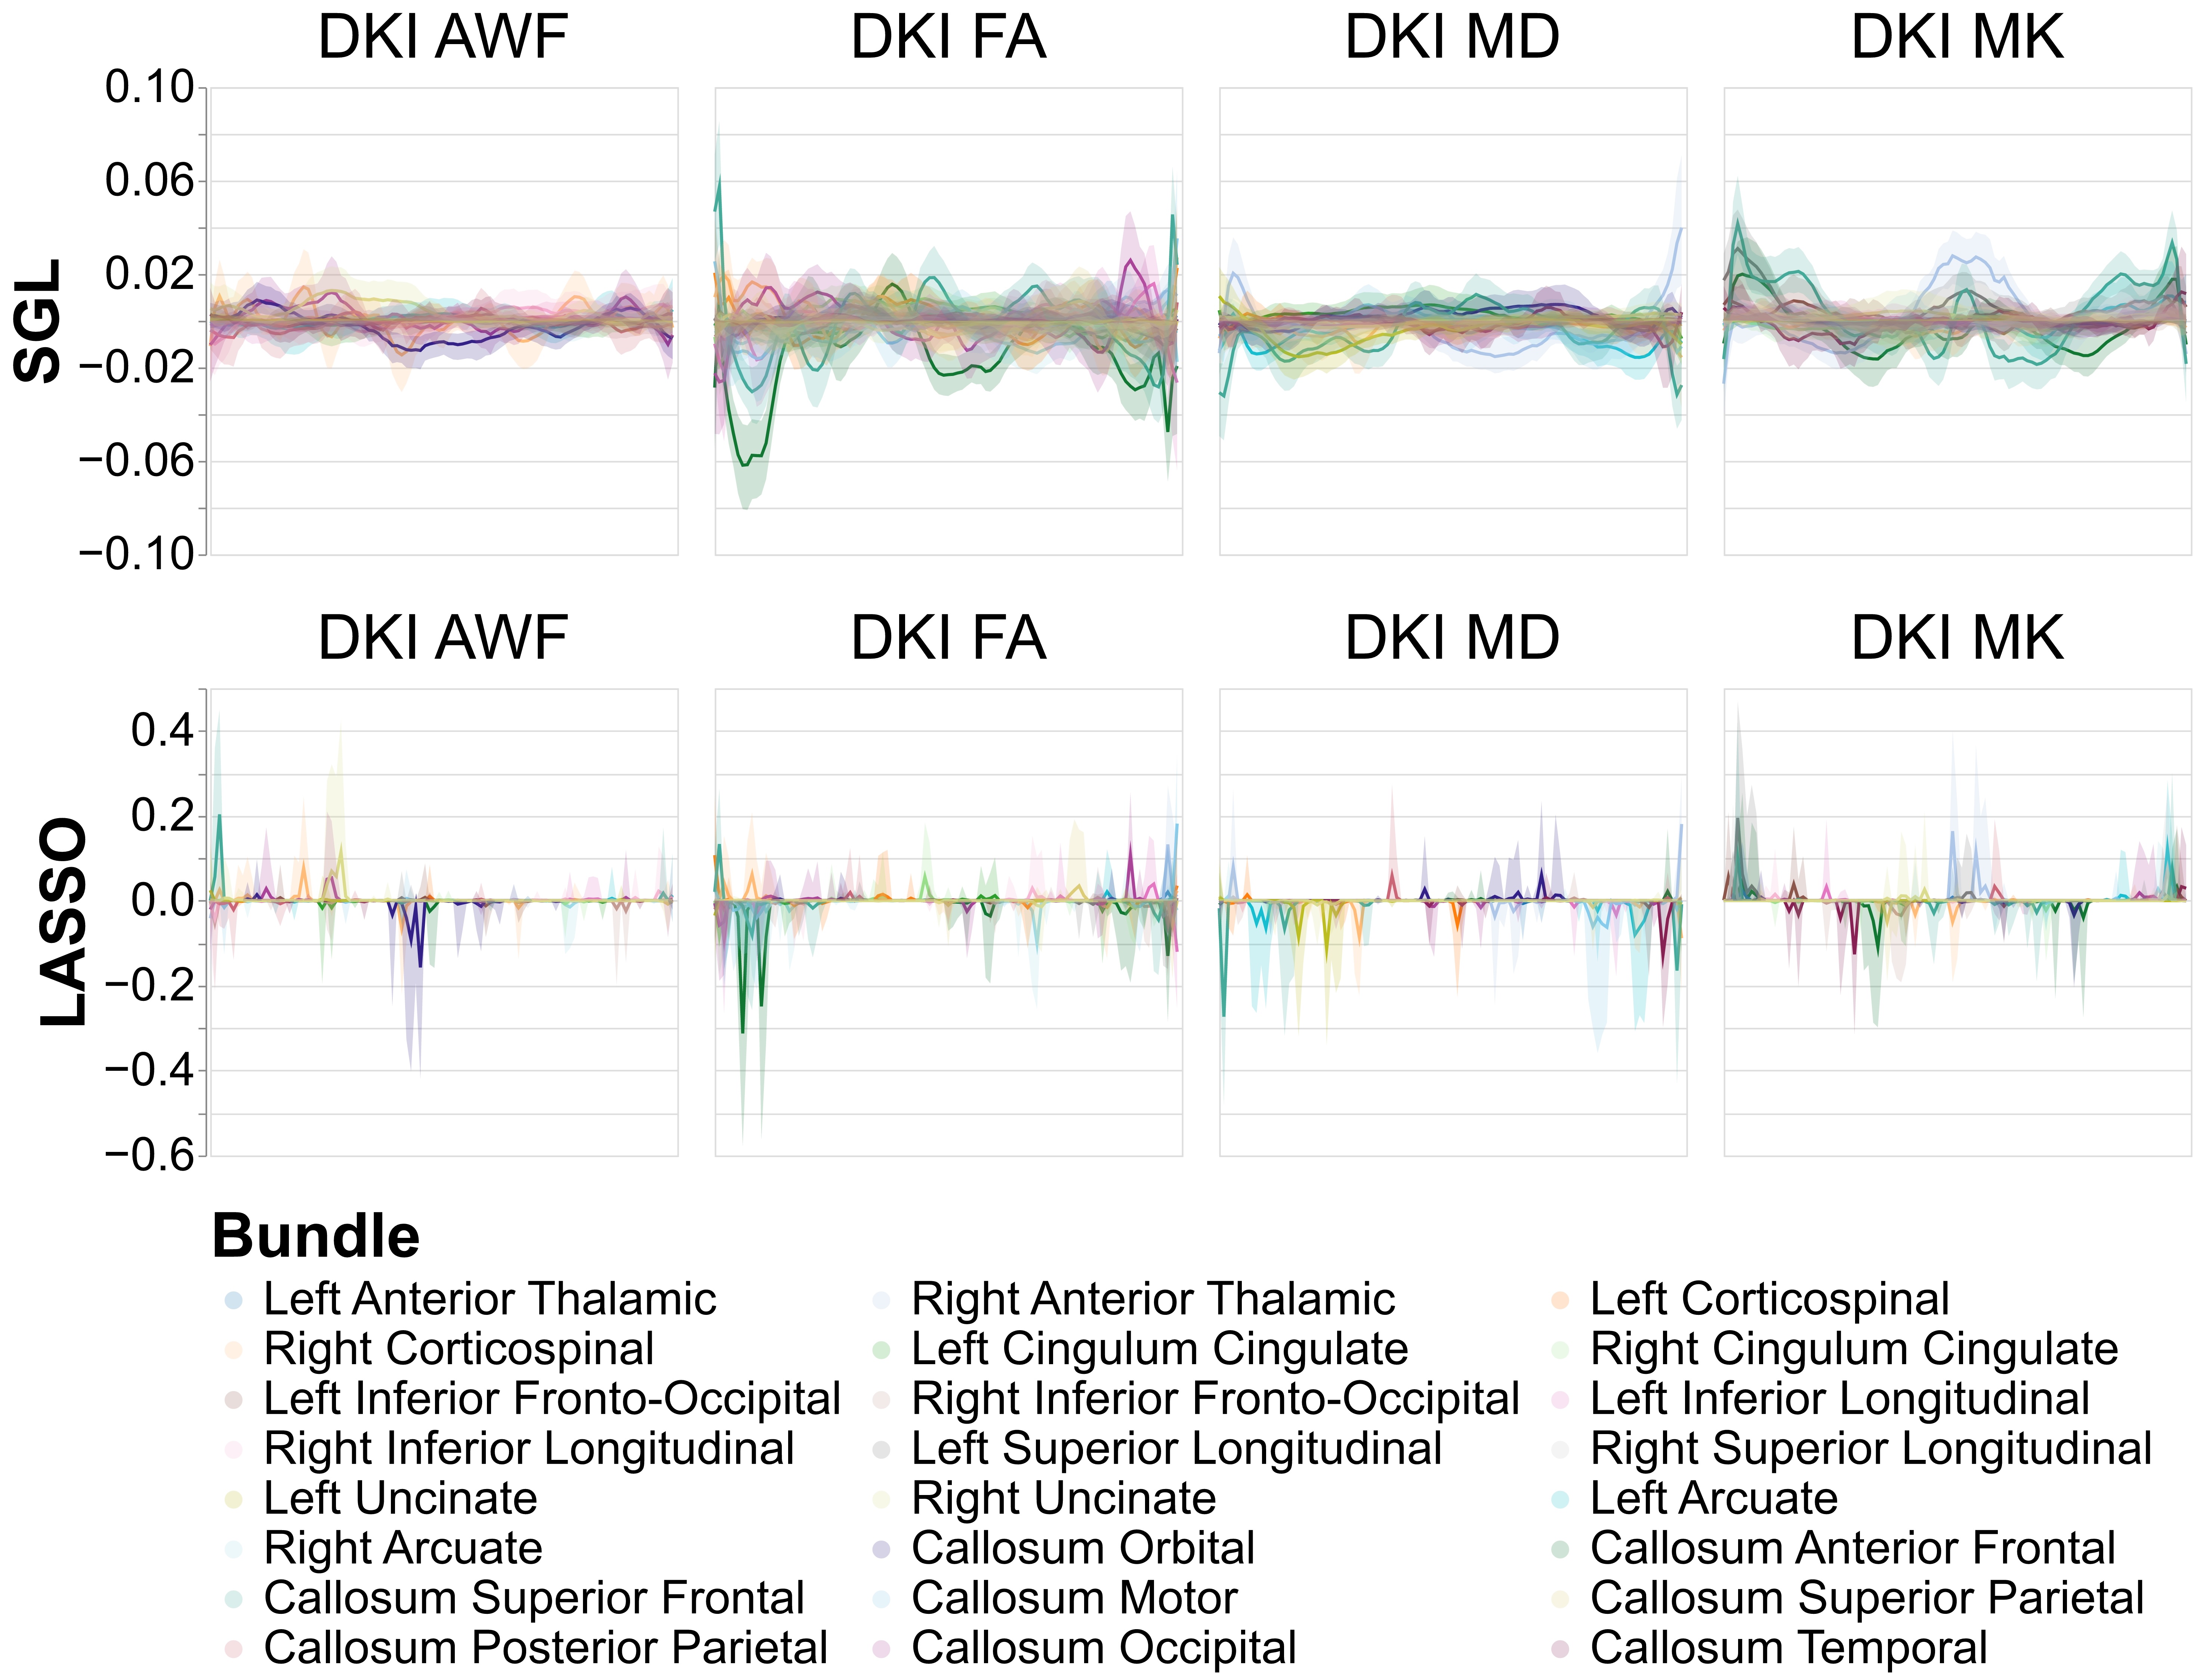 DKI AWF DKI FA DKI MD DKI MK
0.10
0.06
0.02
−0.02
−0.06
−0.10
SGL
DKI AWF DKI FA DKI MD DKI MK
0.4
0.2
0.0
−0.2
−0.4
−0.6
LASSO
Bundle
Left Anterior Thalamic Right Anterior Thalamic Left Corticospinal
Right Corticospinal Left Cingulum Cingulate Right Cingulum Cingulate
Left Inferior Fronto-Occipital Right Inferior Fronto-Occipital Left Inferior Longitudinal
Right Inferior Longitudinal Left Superior Longitudinal Right Superior Longitudinal
Left Uncinate Right Uncinate Left Arcuate
Right Arcuate Callosum Orbital Callosum Anterior Frontal
Callosum Superior Frontal Callosum Motor Callosum Superior Parietal
Callosum Posterior Parietal Callosum Occipital Callosum Temporal